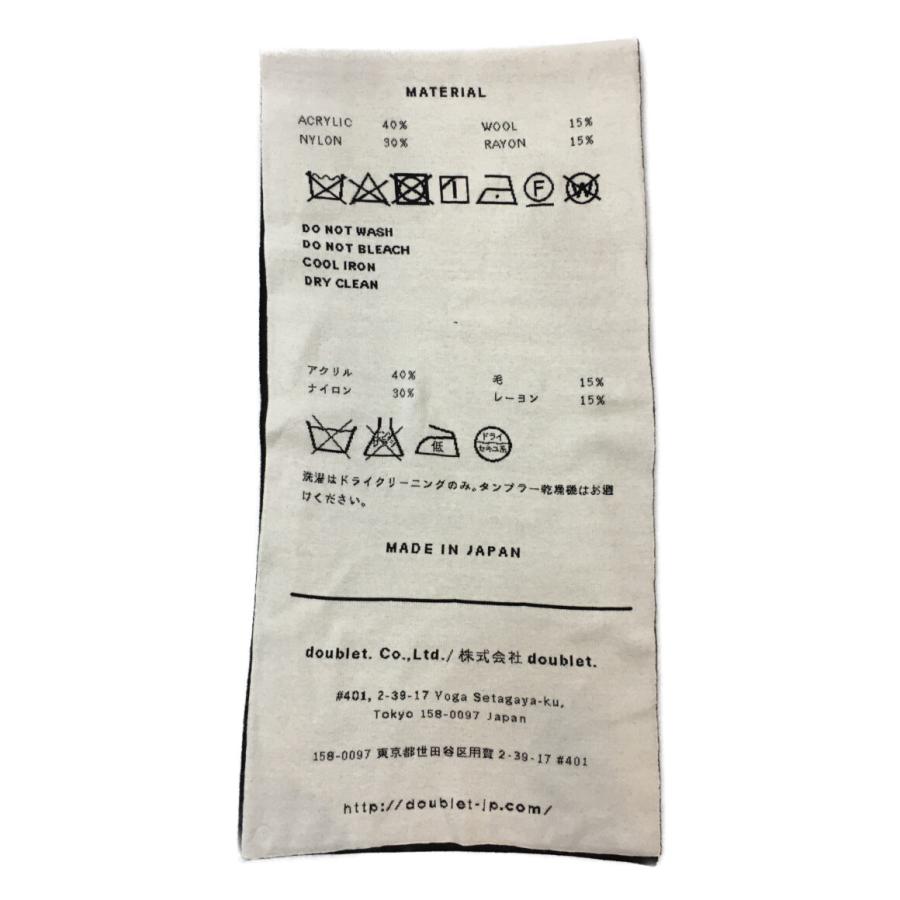 MATERIAL
ACRYLIC 40% WOOL 15%
NYLON 30% RAYON 15%
F W
DO NOT WASH
DO NOT BLEACH
COOL IRON
DRY CLEAN
アクリル 40% 毛 15%
ナイロン 30% レーヨン 15%
低 ドライ
セキユ系
洗濯はドライクリーニングのみ。タンブラー乾燥機はお避
けください。
MADE IN JAPAN
doublet. Co.,Ltd./ 株式会社 doublet.
#401, 2-39-17 Yoga Setagaya-ku,
Tokyo 158-0097 Japan
158-0097 東京都世田谷区用賀 2-39-17 #401
http://doublet-jp.com/